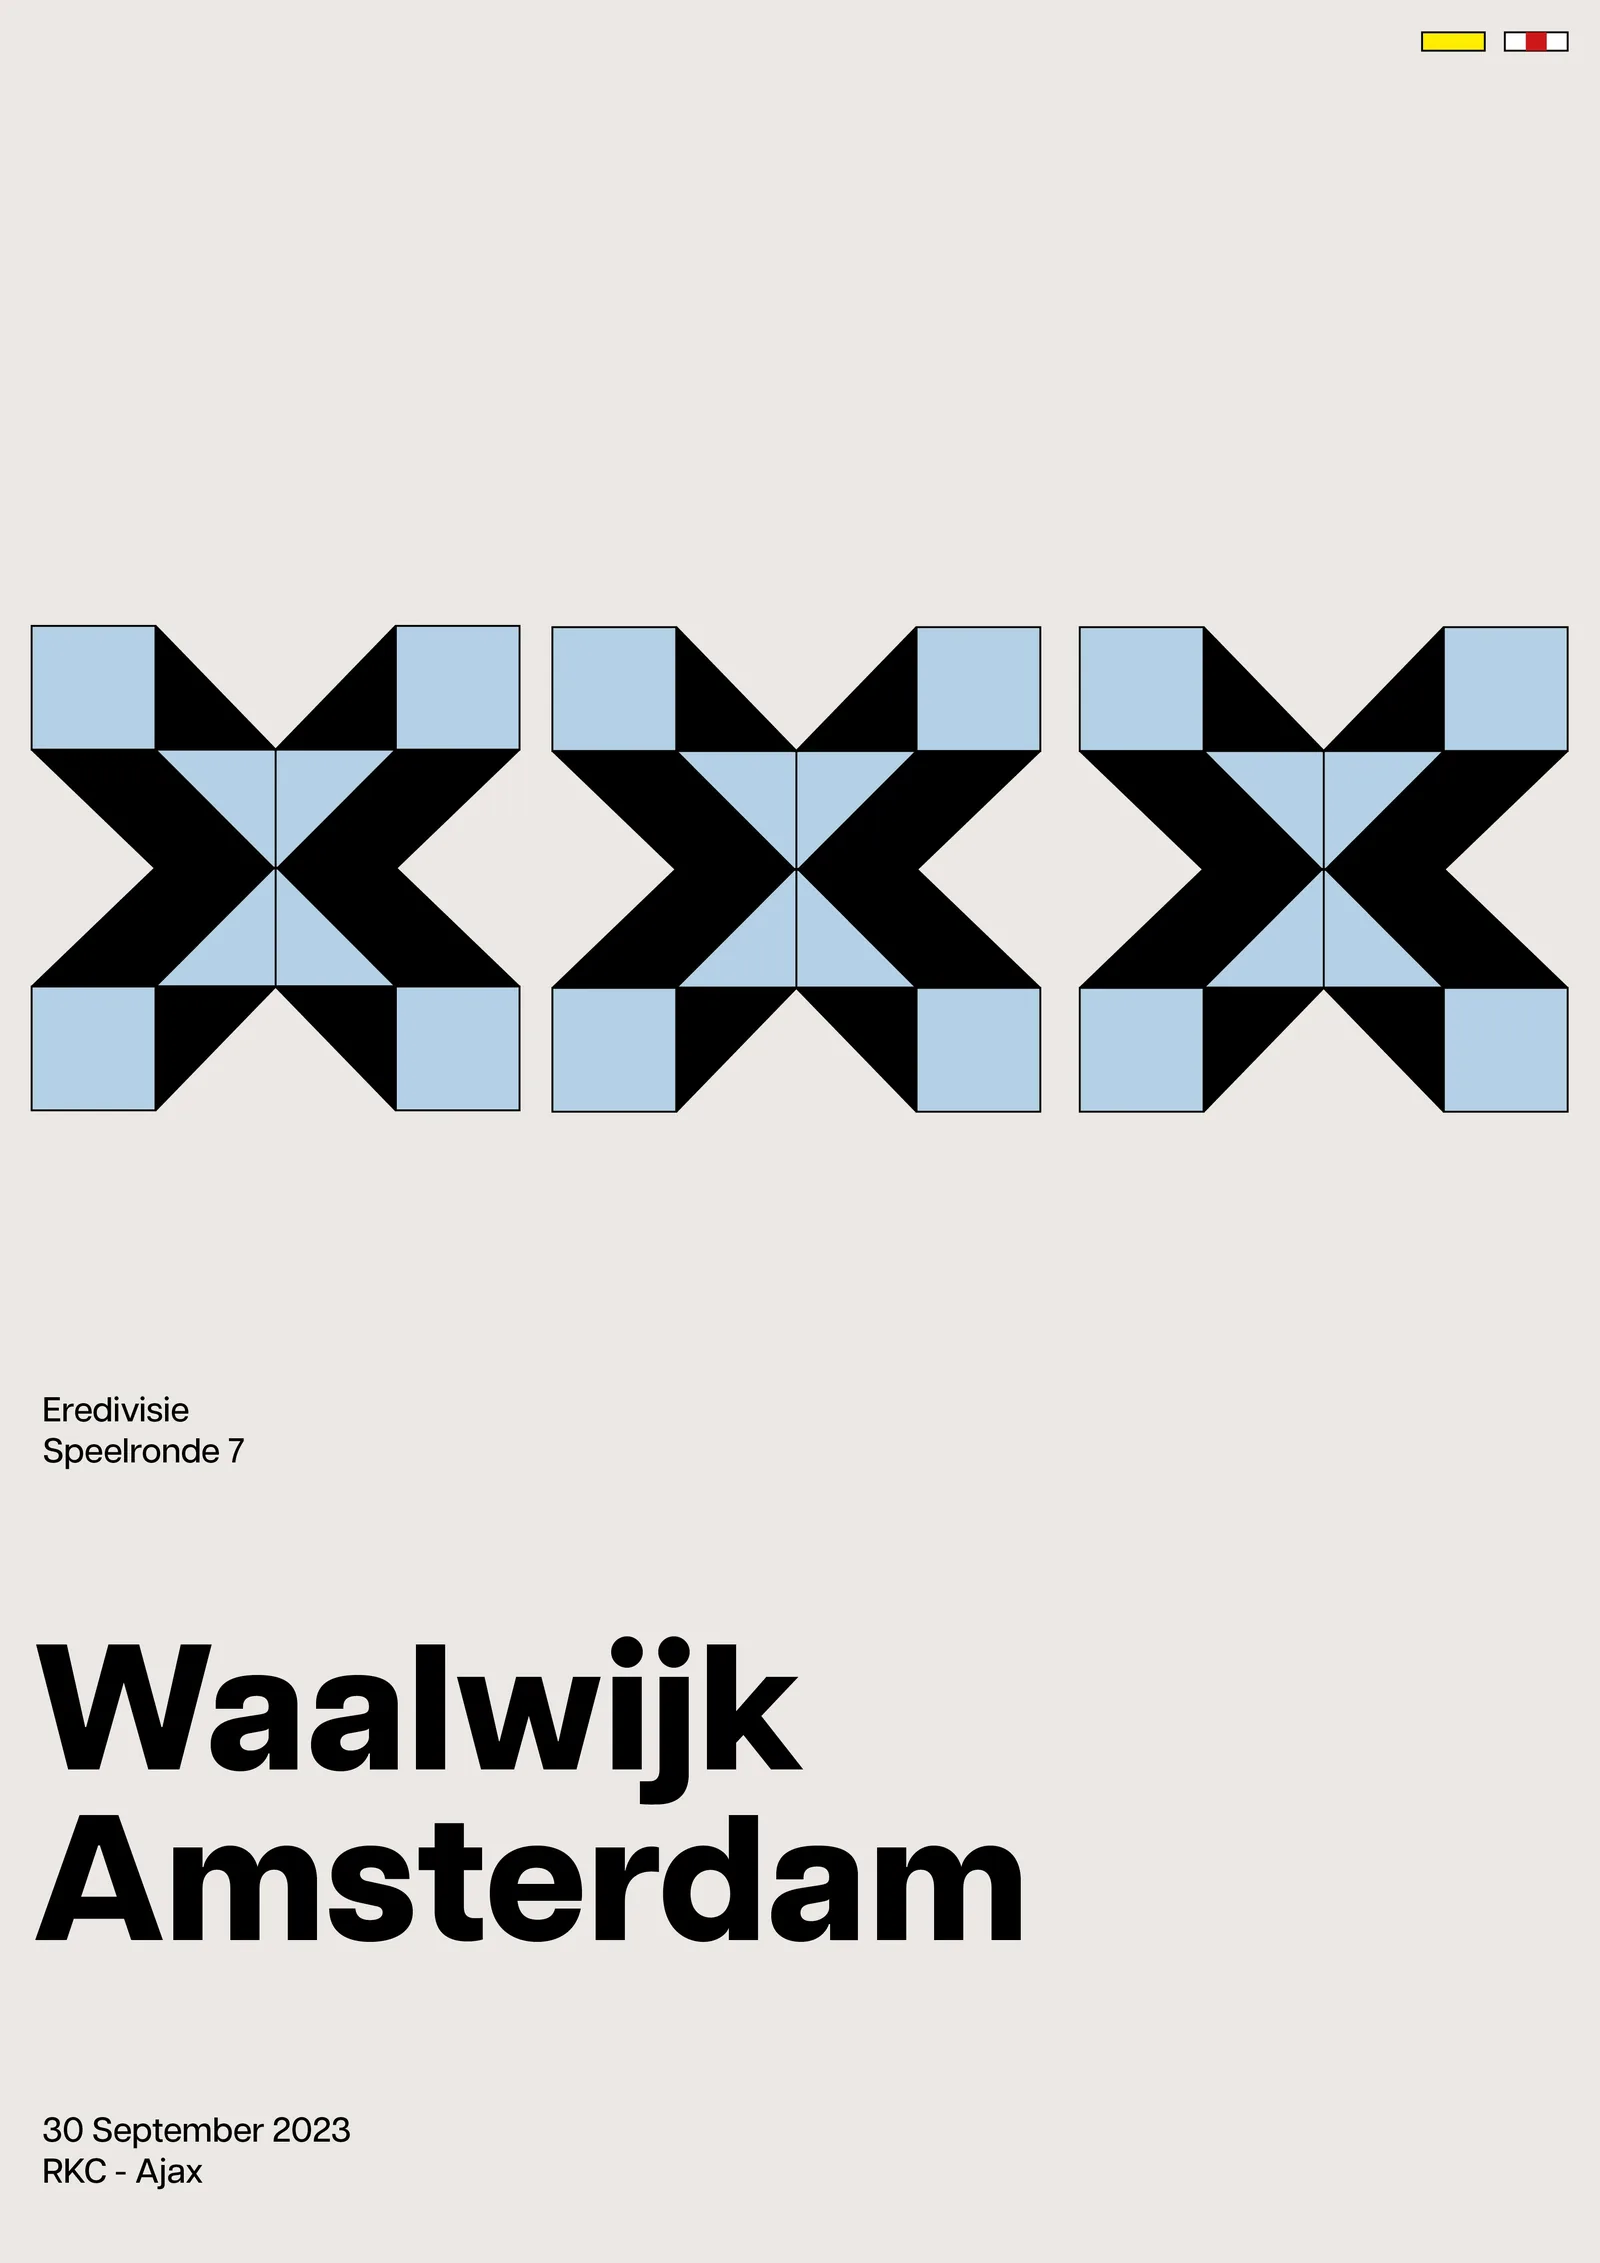 Eredivisie
Speelronde 7
Waalwijk
Amsterdam
30 September 2023
RKC - Ajax